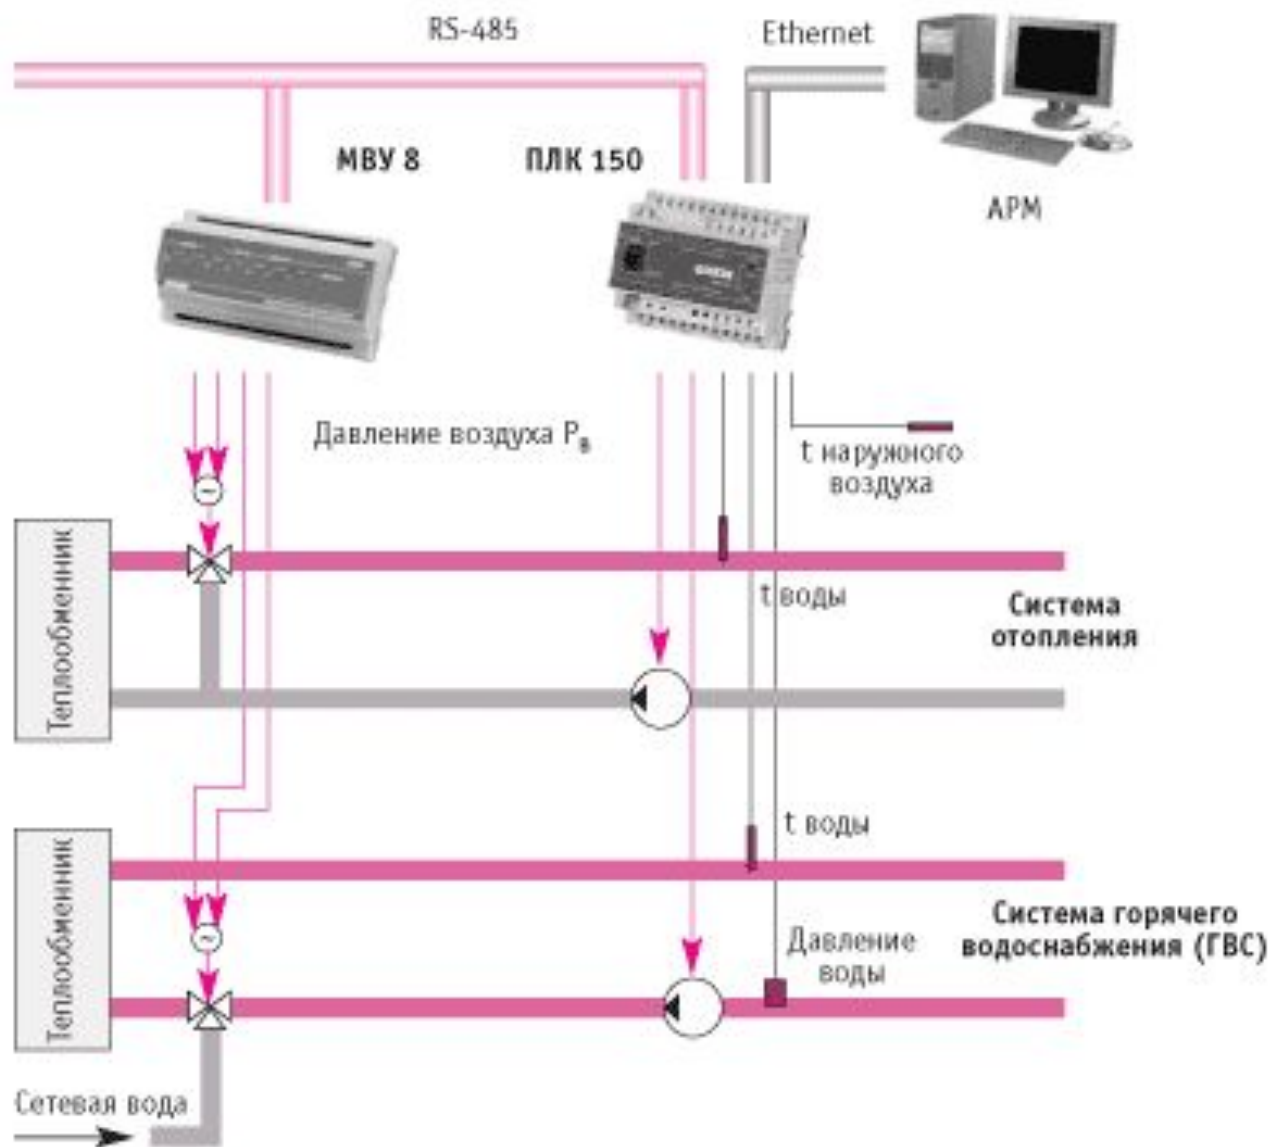 RS-485
Ethernet
МВУ 8
ПЛК 150
АРМ
Давление воздуха Pв
t наружного
воздуха
Теплообменник
t воды
Система
отопления
Теплообменник
t воды
Система горячего
водоснабжения (ГВС)
Давление
воды
Сетевая вода